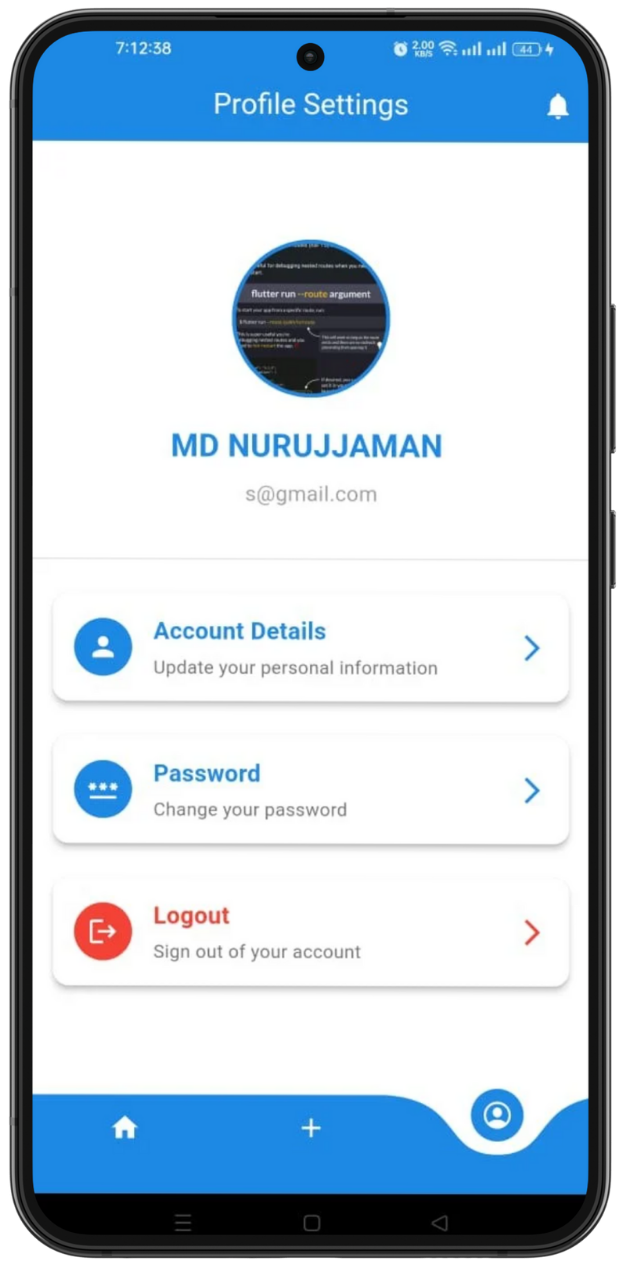 7:12:38
2.00
KB/S
44
Profile Settings
flutter run --route argument
MD NURUJJAMAN
s@gmail.com
Account Details
Update your personal information
***
Password
Change your password
Logout
Sign out of your account